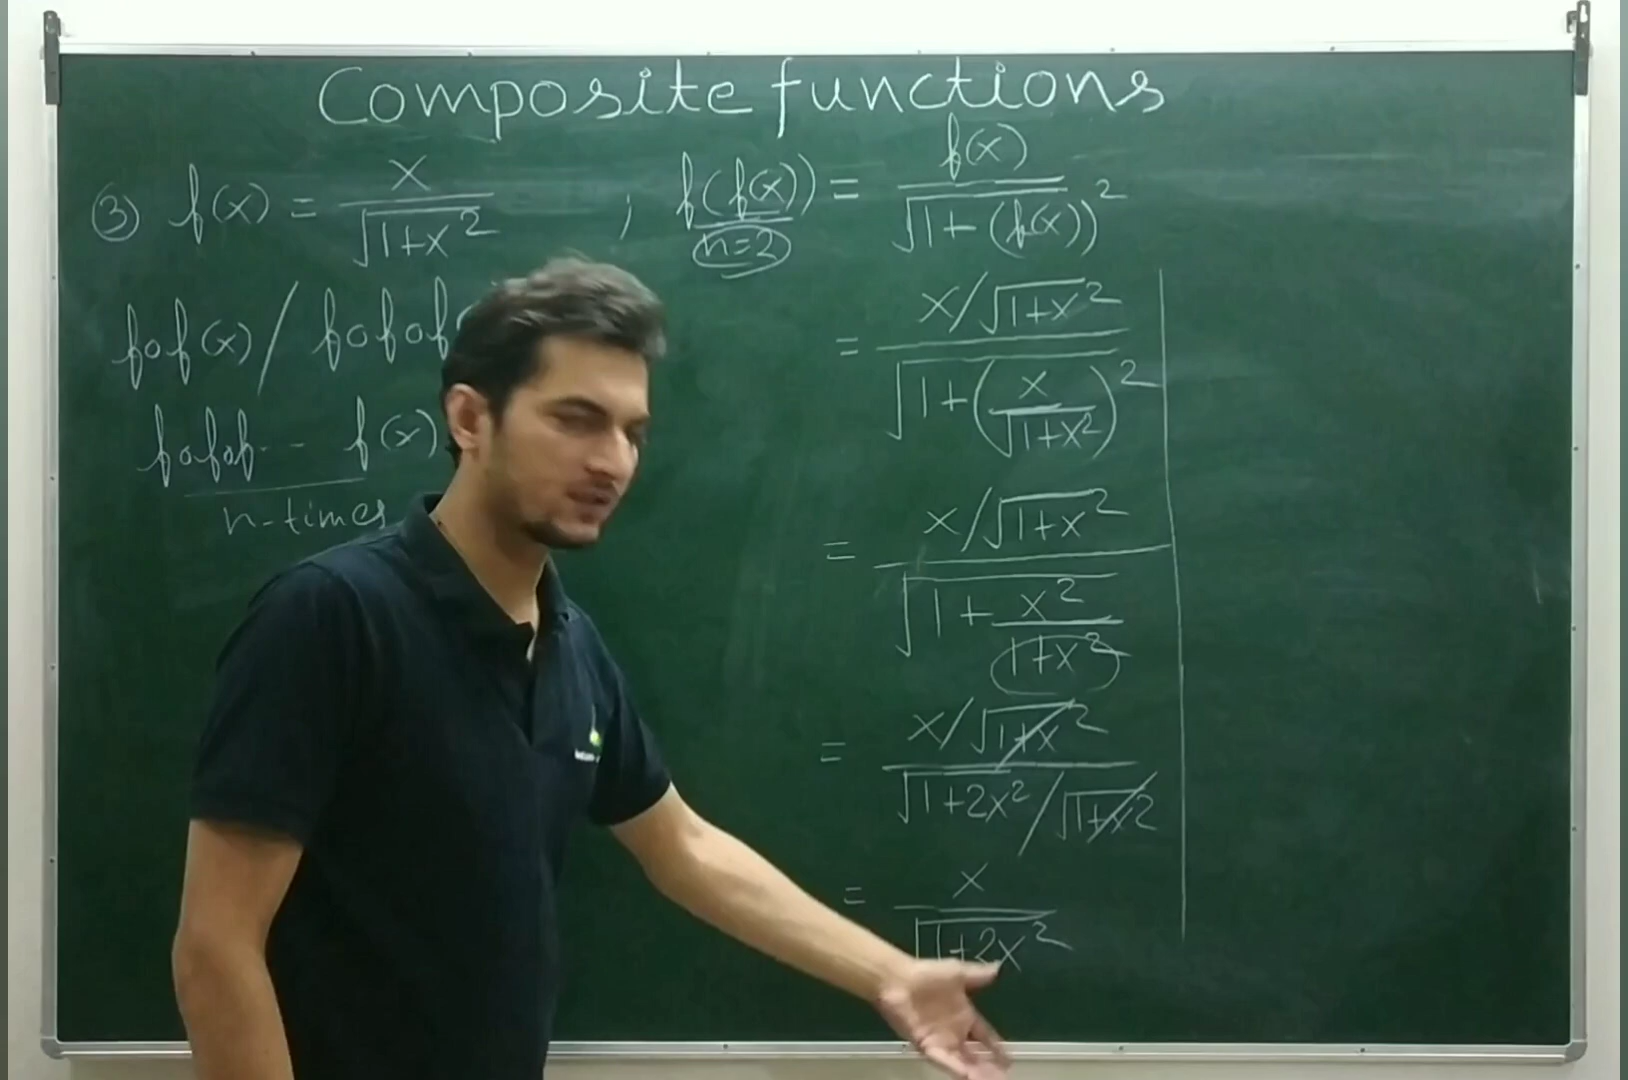 Composite functions
③ f(x) = x / √(1+x²) ; f(f(x)) = f(x) / √(1+(f(x))²)
n=2
fof(x) / fofof
fofof-- f(x)
n-times
= x/√(1+x²) / √(1+(x/√(1+x²))²)
= x/√(1+x²) / √(1+x²/(1+x²))
= x/√(1+x²) / √(1+2x²)/√(1+x²)
= x / √(1+2x²)